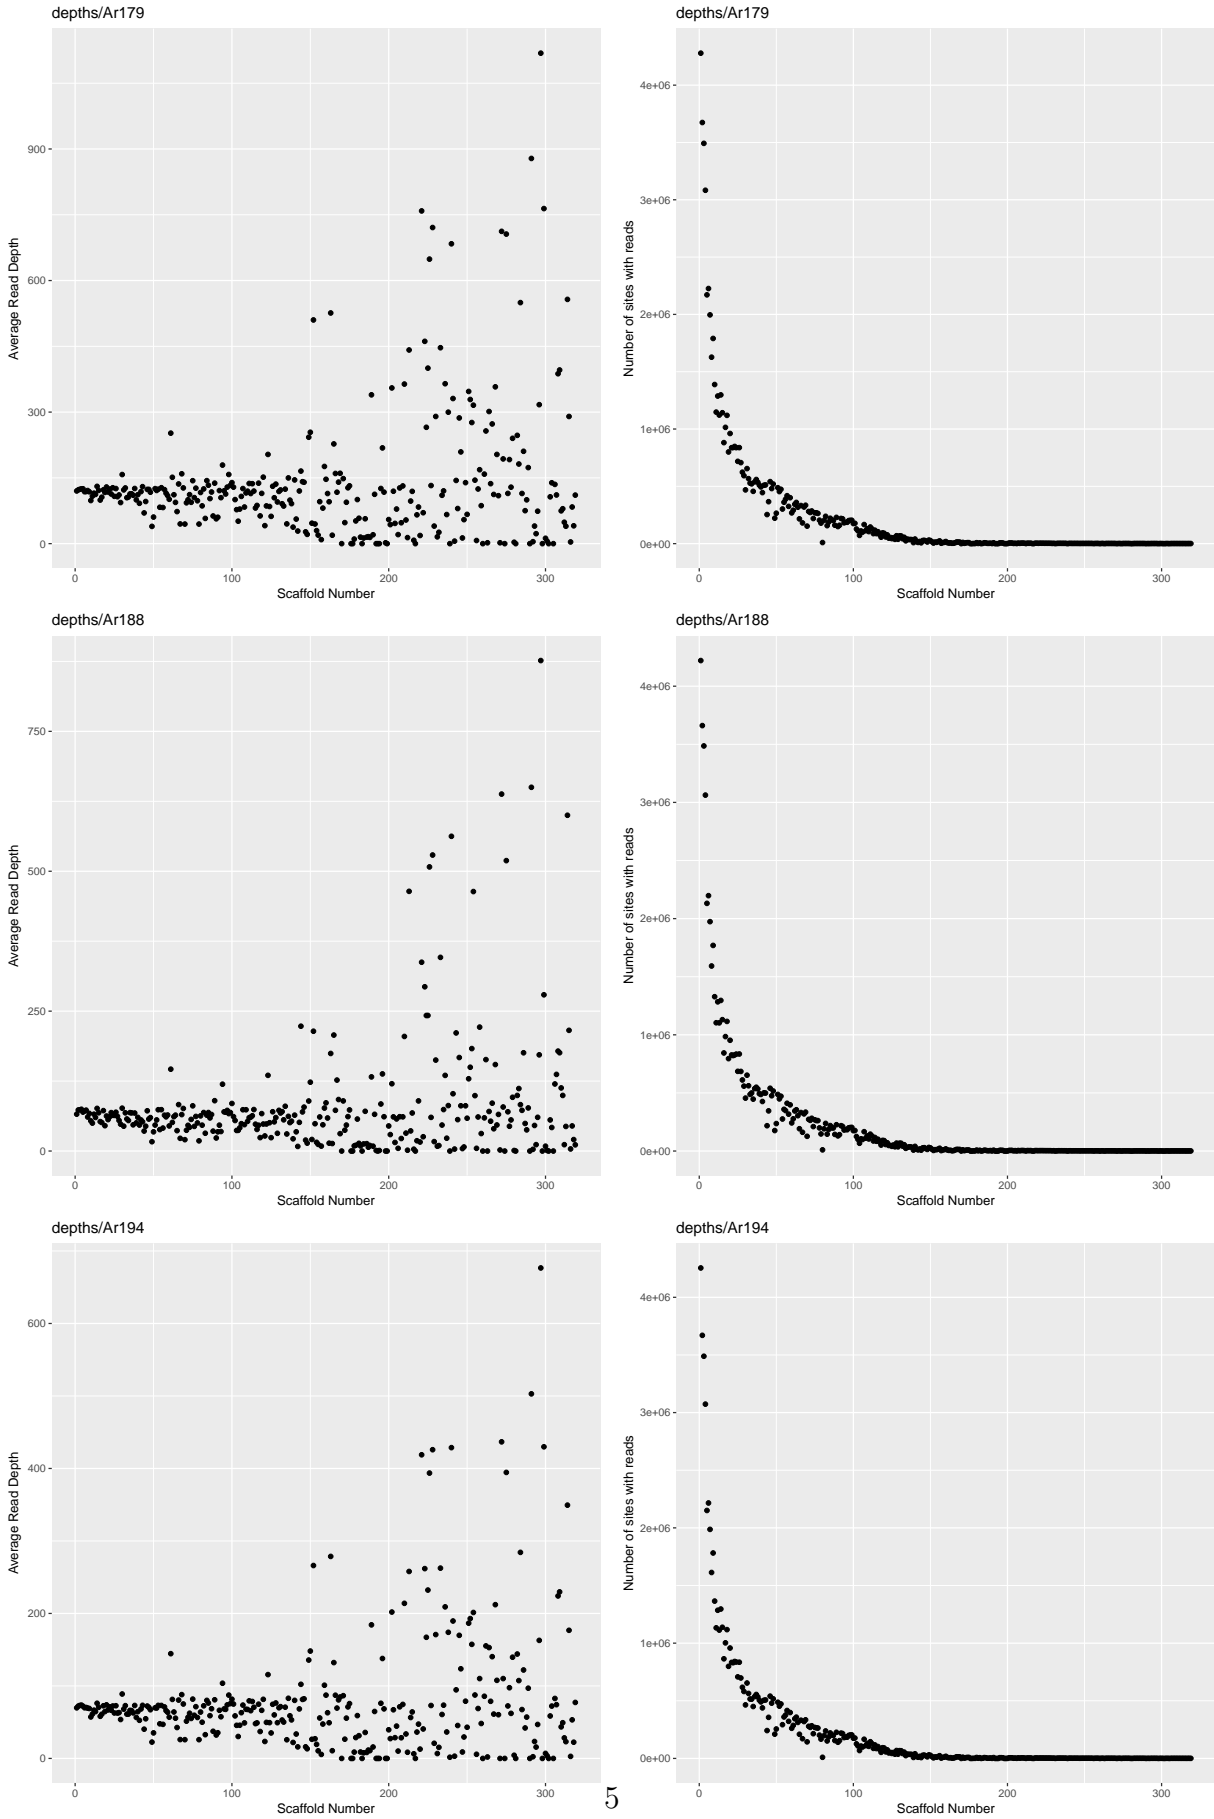 depths/Ar179
Average Read Depth
900
600
300
0
0 100 200 300
Scaffold Number
depths/Ar179
Number of sites with reads
4e+06
3e+06
2e+06
1e+06
0e+00
0 100 200 300
Scaffold Number
depths/Ar188
Average Read Depth
750
500
250
0
0 100 200 300
Scaffold Number
depths/Ar188
Number of sites with reads
4e+06
3e+06
2e+06
1e+06
0e+00
0 100 200 300
Scaffold Number
depths/Ar194
Average Read Depth
600
400
200
0
0 100 200 300
Scaffold Number
depths/Ar194
Number of sites with reads
4e+06
3e+06
2e+06
1e+06
0e+00
0 100 200 300
Scaffold Number
5